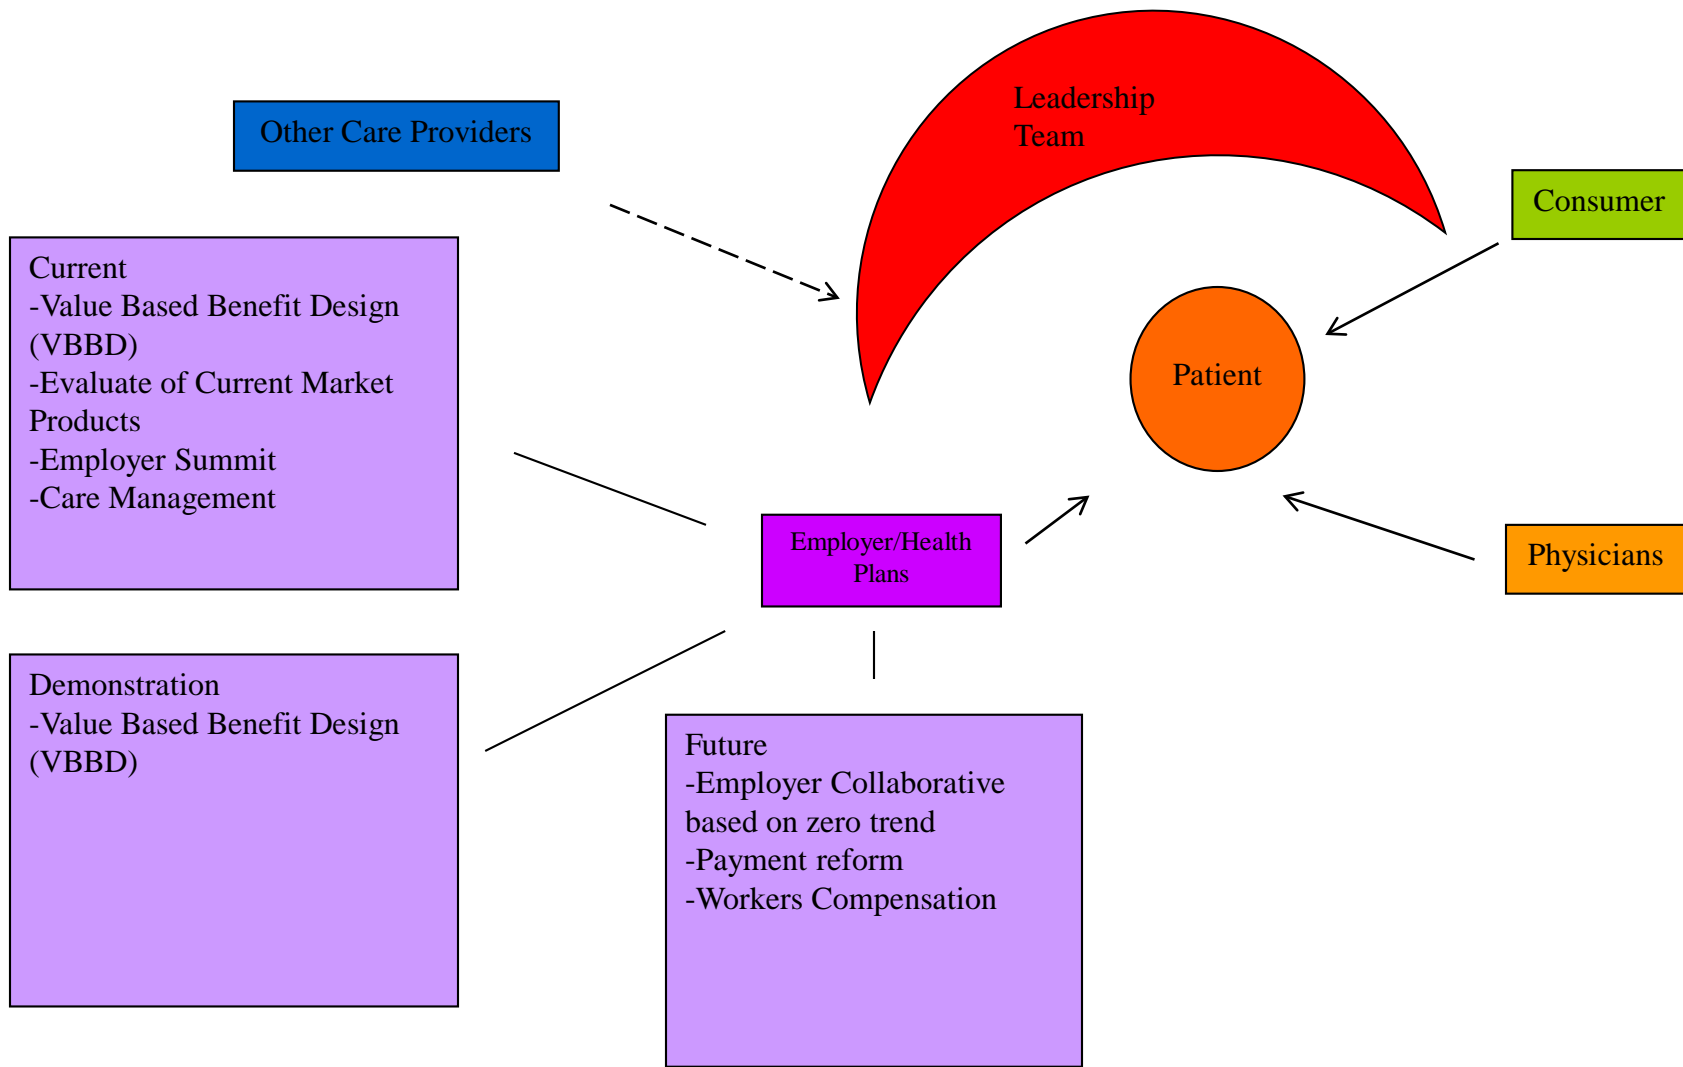 Leadership
Team
Other Care Providers
Consumer
Current
-Value Based Benefit Design
(VBBD)
-Evaluate of Current Market
Products
-Employer Summit
-Care Management
Patient
Employer/Health
Plans
Physicians
Demonstration
-Value Based Benefit Design
(VBBD)
Future
-Employer Collaborative
based on zero trend
-Payment reform
-Workers Compensation